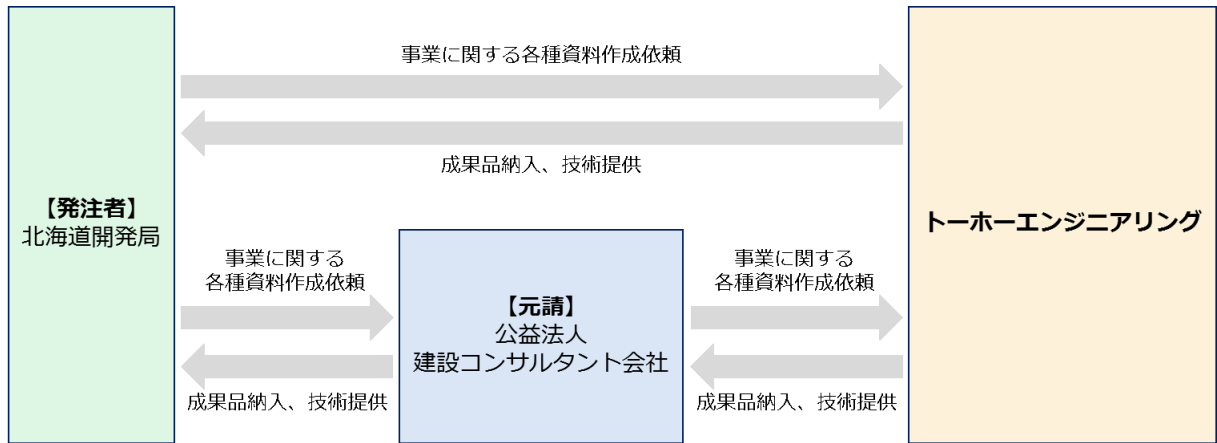 事業に関する各種資料作成依頼
成果品納入、技術提供
【発注者】
北海道開発局
事業に関する
各種資料作成依頼
成果品納入、技術提供
【元請】
公益法人
建設コンサルタント会社
事業に関する
各種資料作成依頼
成果品納入、技術提供
トーホーエンジニアリング